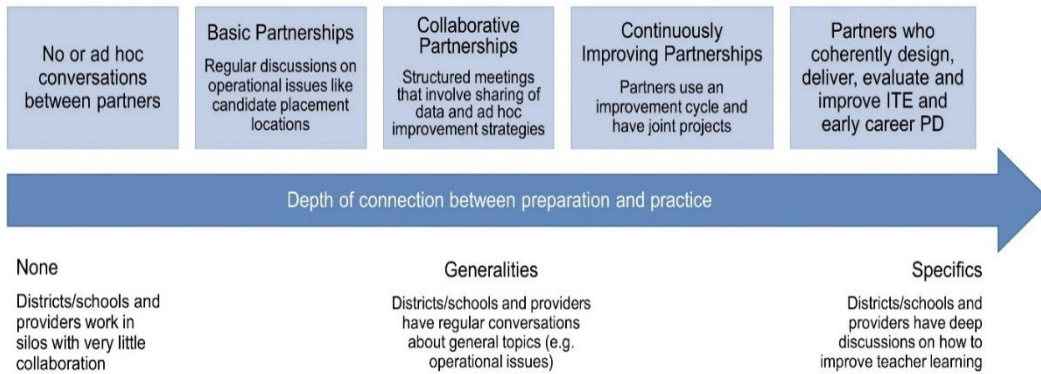 No or ad hoc
conversations
between partners
Basic Partnerships
Regular discussions on
operational issues like
candidate placement
locations
Collaborative
Partnerships
Structured meetings
that involve sharing of
data and ad hoc
improvement strategies
Continuously
Improving Partnerships
Partners use an
improvement cycle and
have joint projects
Partners who
coherently design,
deliver, evaluate and
improve ITE and
early career PD
Depth of connection between preparation and practice
None
Districts/schools and
providers work in
silos with very little
collaboration
Generalities
Districts/schools and providers
have regular conversations
about general topics (e.g.
operational issues)
Specifics
Districts/schools and
providers have deep
discussions on how to
improve teacher learning